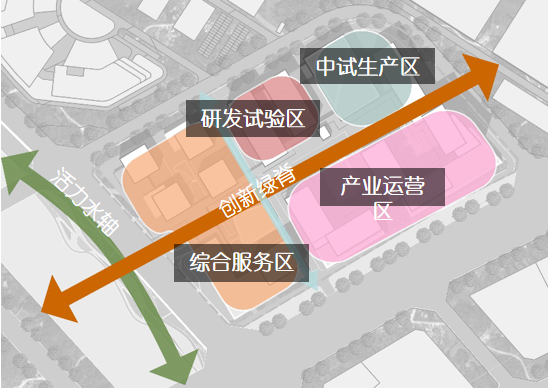 中试生产区
研发试验区
产业运营
区
创新绿脊
活力水轴
综合服务区